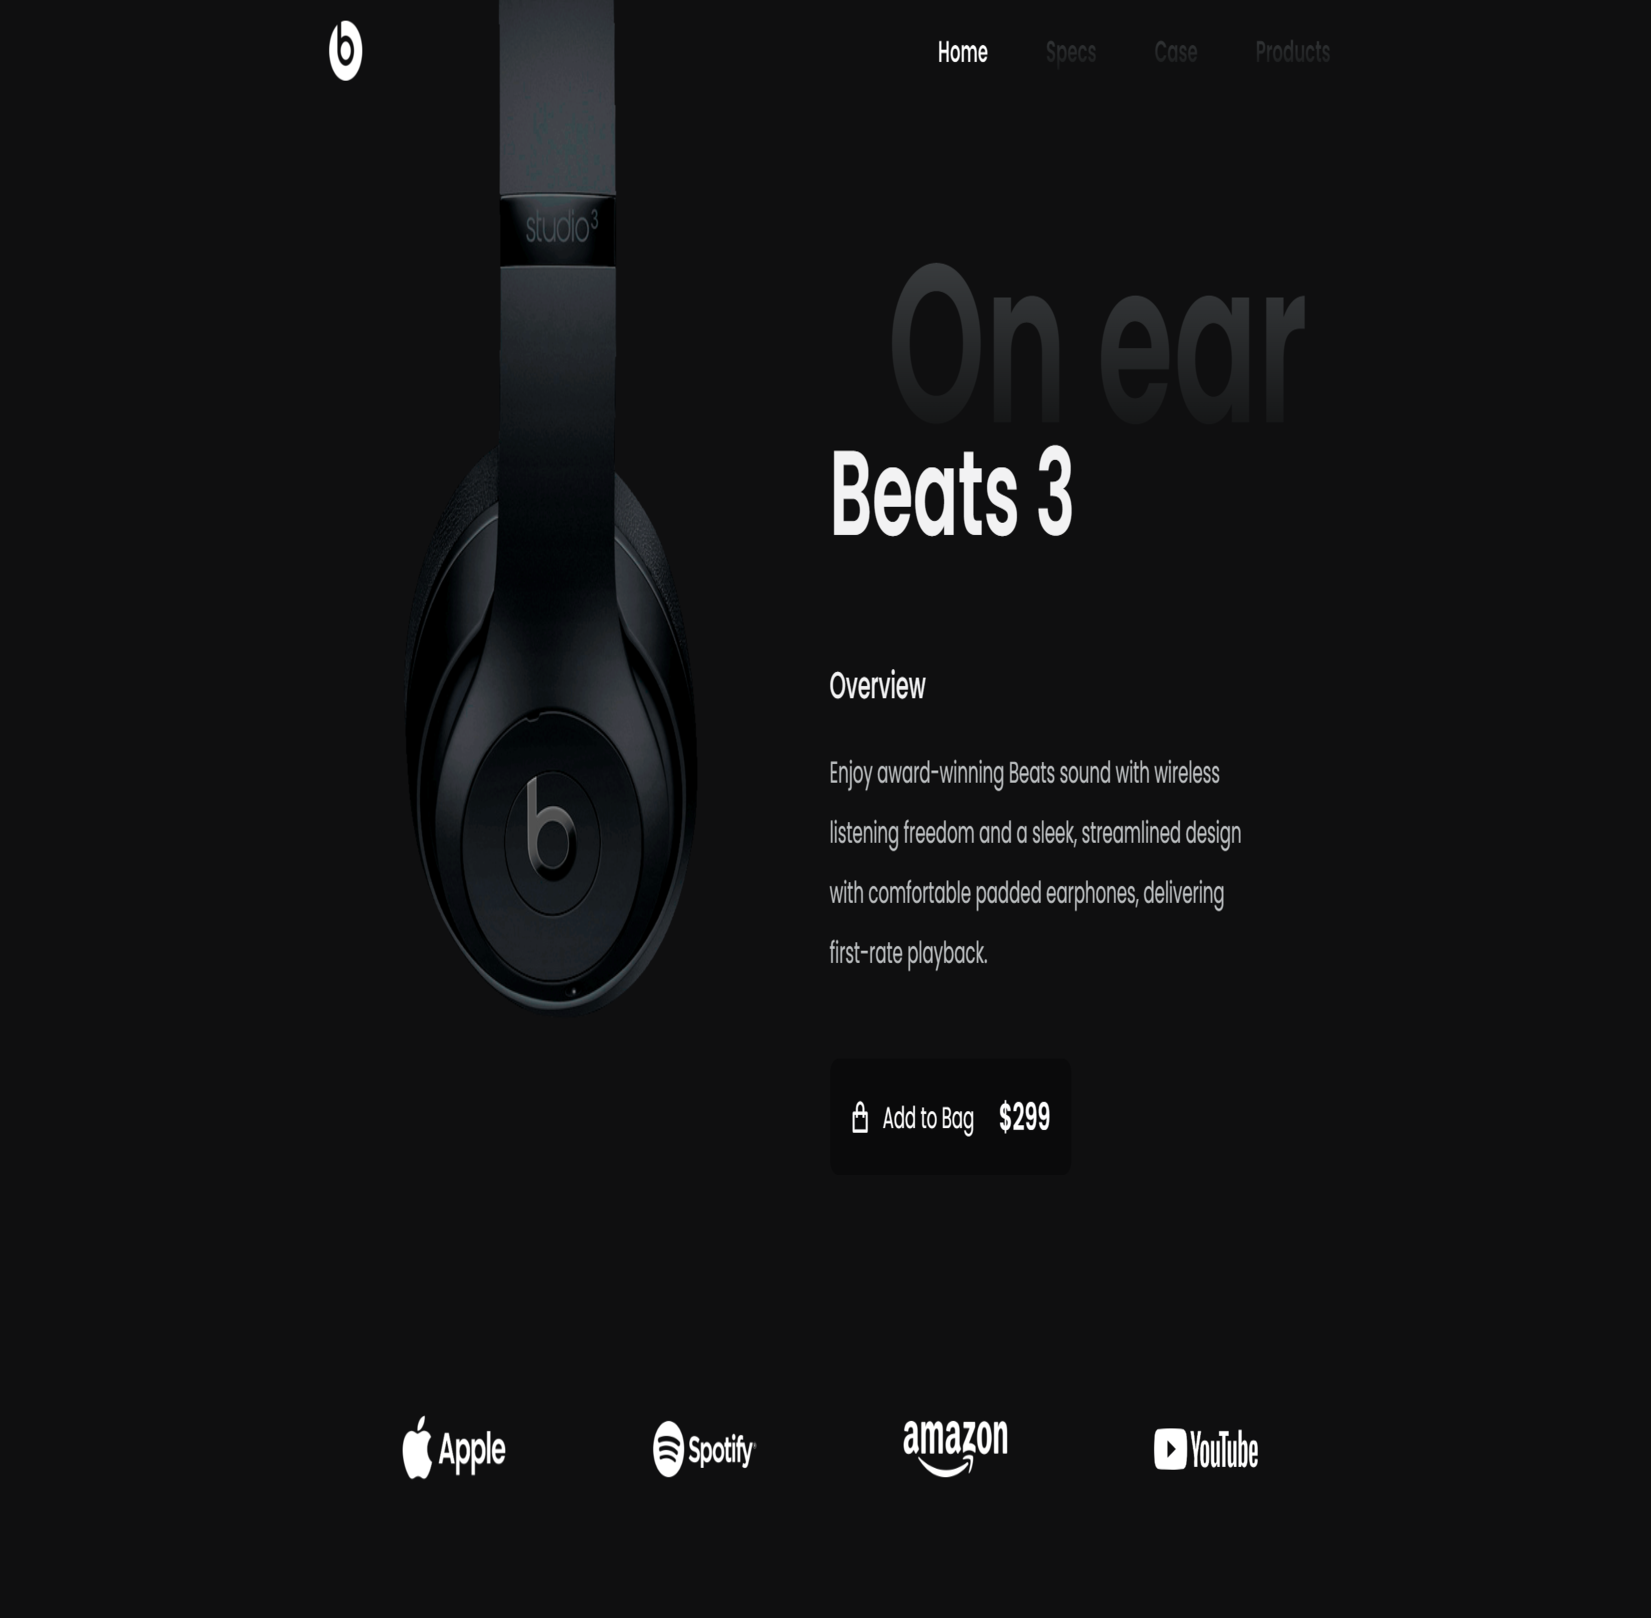 b
Home
Specs
Case
Products
studio3
On ear
Beats 3
Overview
Enjoy award-winning Beats sound with wireless
listening freedom and a sleek, streamlined design
with comfortable padded earphones, delivering
first-rate playback.
b
Add to Bag $299
Apple
Spotify
amazon
YouTube